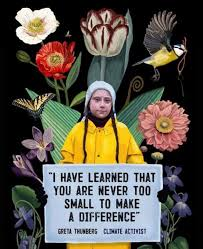 "I HAVE LEARNED THAT
YOU ARE NEVER TOO
SMALL TO MAKE
A DIFFERENCE"
GRETA THUNBERG CLIMATE ACTIVIST